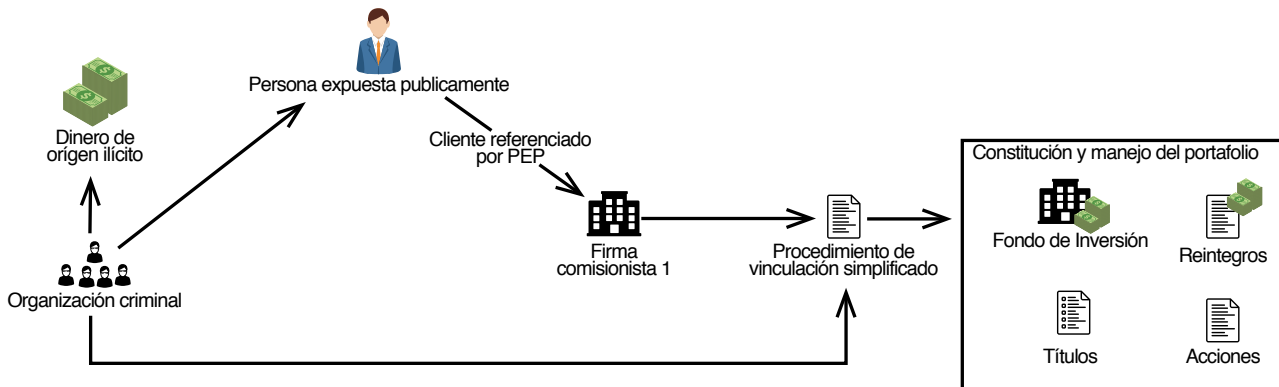 Persona expuesta publicamente
Dinero de
orígen ilícito
Cliente referenciado
por PEP
Organización criminal
Firma
comisionista 1
Procedimiento de
vinculación simplificado
Constitución y manejo del portafolio
Fondo de Inversión
Reintegros
Títulos
Acciones